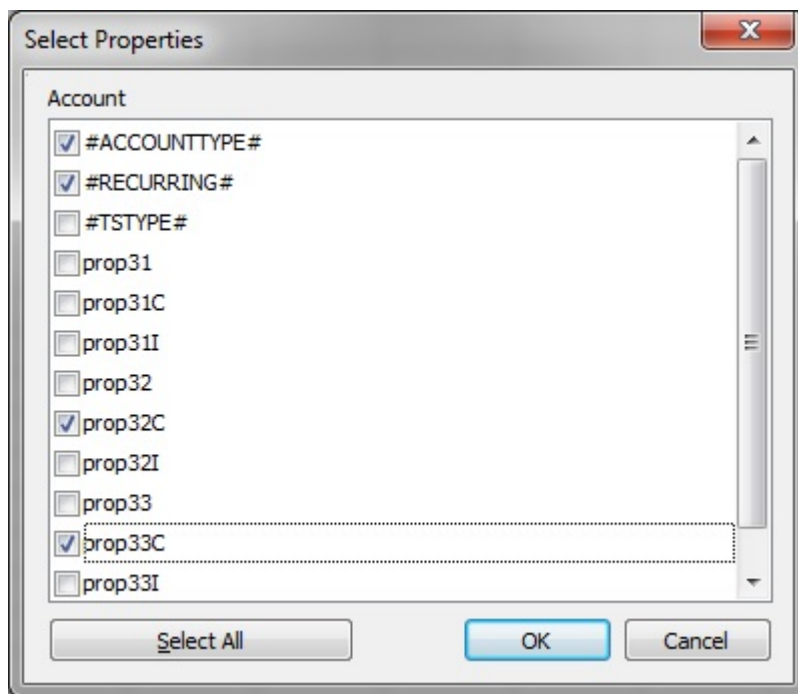 Select Properties
Account
#ACCOUNTTYPE#
#RECURRING#
#TSTYPE#
prop31
prop31C
prop31I
prop32
prop32C
prop32I
prop33
prop33C
prop33I
Select All OK Cancel